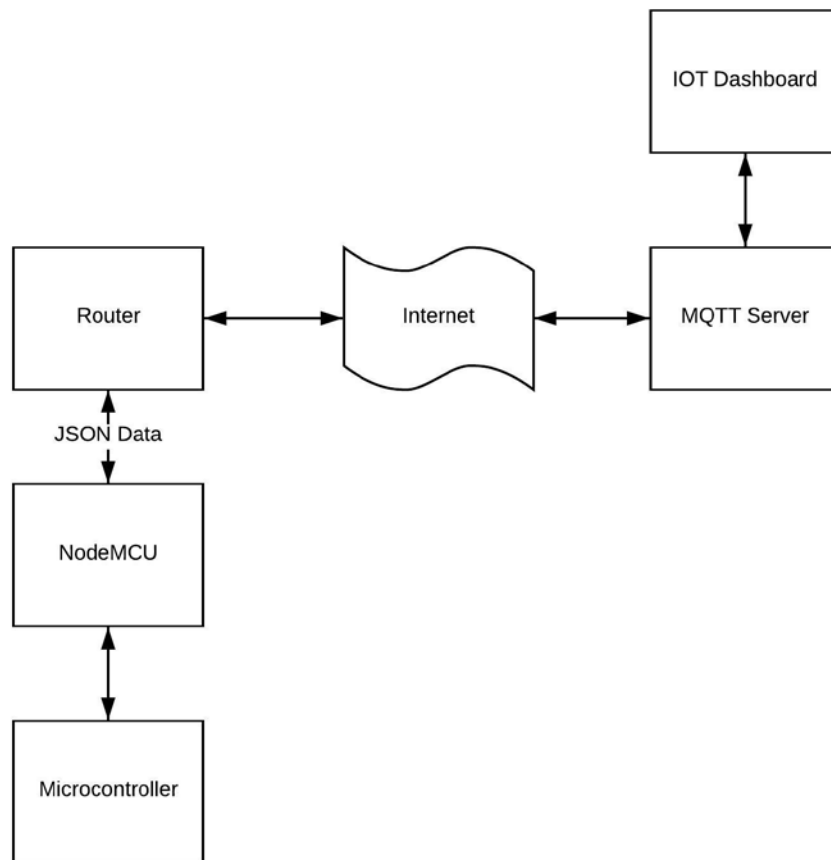 IOT Dashboard
Router
Internet
MQTT Server
JSON Data
NodeMCU
Microcontroller